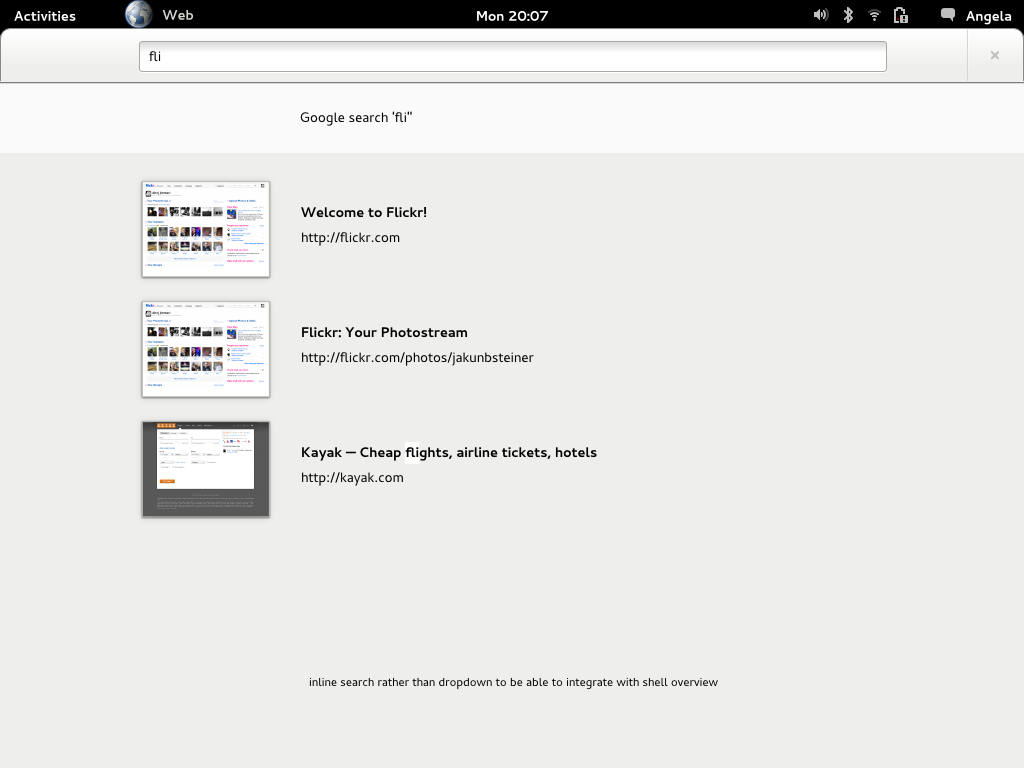 Activities Web Mon 20:07 Angela
fli
Google search 'fli"
Welcome to Flickr!
http://flickr.com
Flickr: Your Photostream
http://flickr.com/photos/jakunbsteiner
Kayak — Cheap flights, airline tickets, hotels
http://kayak.com
inline search rather than dropdown to be able to integrate with shell overview